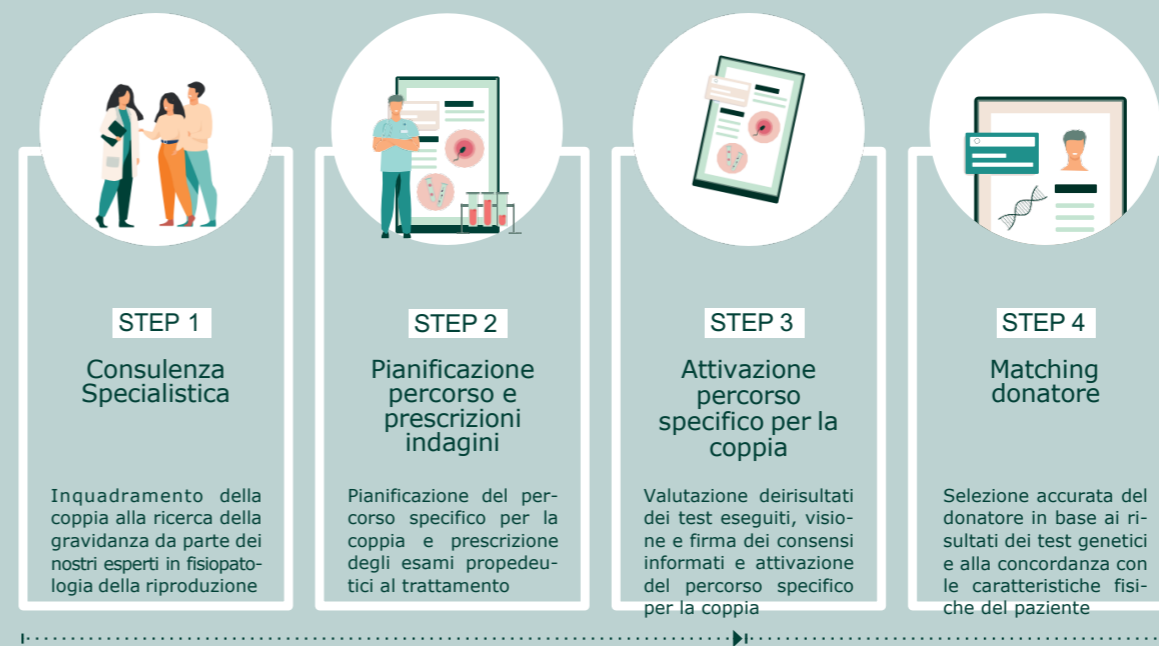 STEP 1
Consulenza
Specialistica
Inquadramento della
coppia alla ricerca della
gravidanza da parte dei
nostri esperti in fisiopato-
logia della riproduzione
STEP 2
Pianificazione
percorso e
prescrizioni
indagini
Pianificazione del per-
corso specifico per la
coppia e prescrizione
degli esami propedeu-
tici al trattamento
STEP 3
Attivazione
percorso
specifico per la
coppia
Valutazione deirisultati
dei test eseguiti, visio-
ne e firma dei consensi
informati e attivazione
del percorso specifico
per la coppia
STEP 4
Matching
donatore
Selezione accurata del
donatore in base ai ri-
sultati dei test genetici
e alla concordanza con
le caratteristiche fisi-
che del paziente